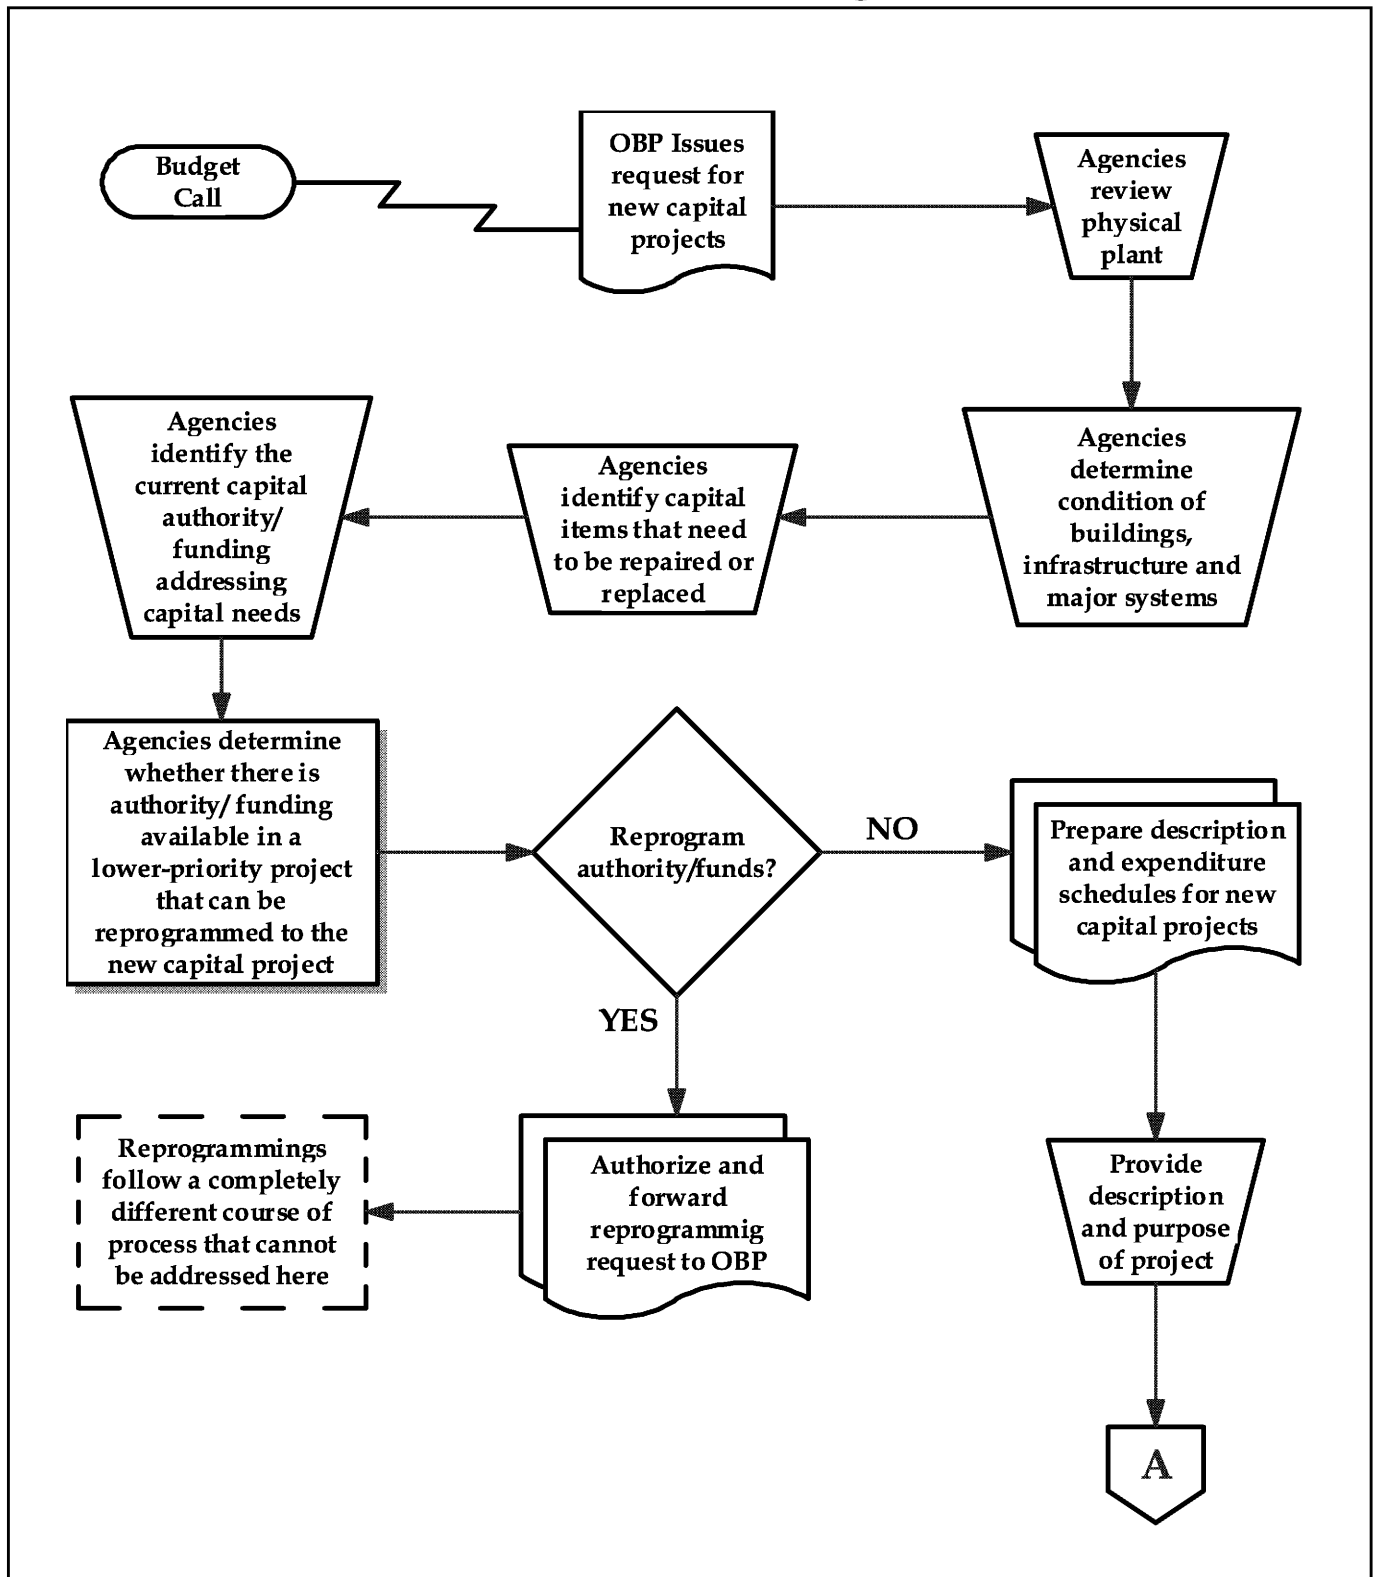 Budget
Call
OBP Issues
request for
new capital
projects
Agencies
review
physical
plant
Agencies
determine
condition of
buildings,
infrastructure and
major systems
Agencies
identify capital
items that need
to be repaired or
replaced
Agencies
identify the
current capital
authority/
funding
addressing
capital needs
Agencies determine
whether there is
authority/ funding
available in a
lower-priority project
that can be
reprogrammed to the
new capital project
Reprogram
authority/funds?
NO
Prepare description
and expenditure
schedules for new
capital projects
YES
Authorize and
forward
reprogrammig
request to OBP
Reprogrammings
follow a completely
different course of
process that cannot
be addressed here
Provide
description
and purpose
of project
A